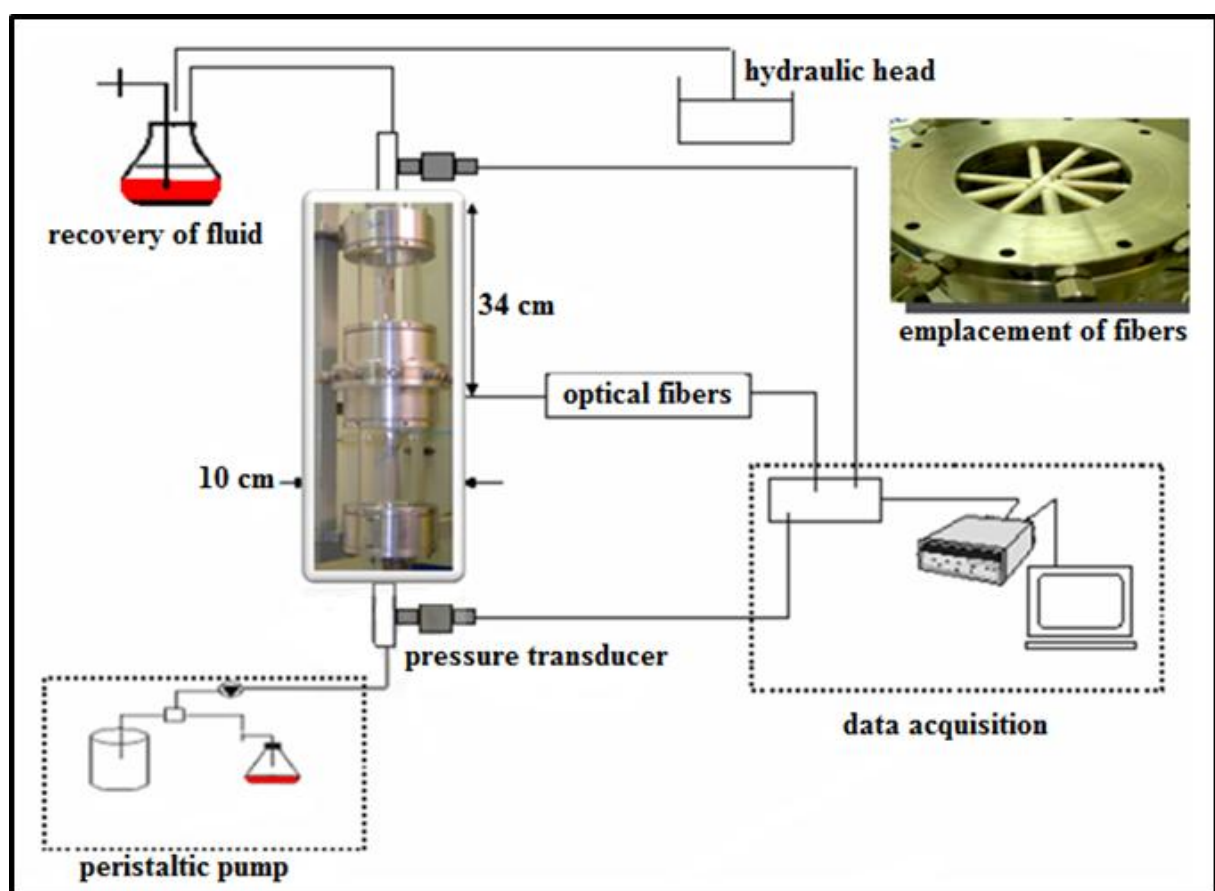 hydraulic head
recovery of fluid
34 cm
emplacement of fibers
optical fibers
10 cm
pressure transducer
data acquisition
peristaltic pump